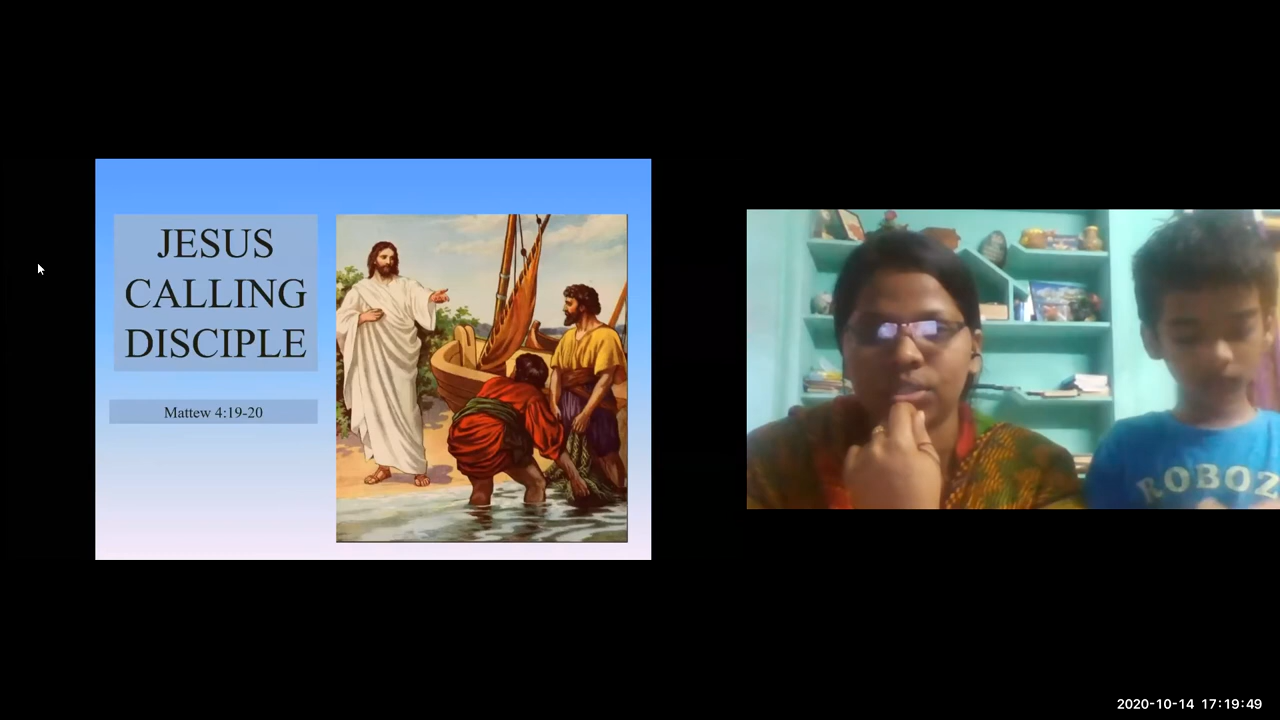 JESUS
CALLING
DISCIPLE
Mattew 4:19-20
ROBOZ
2020-10-14 17:19:49